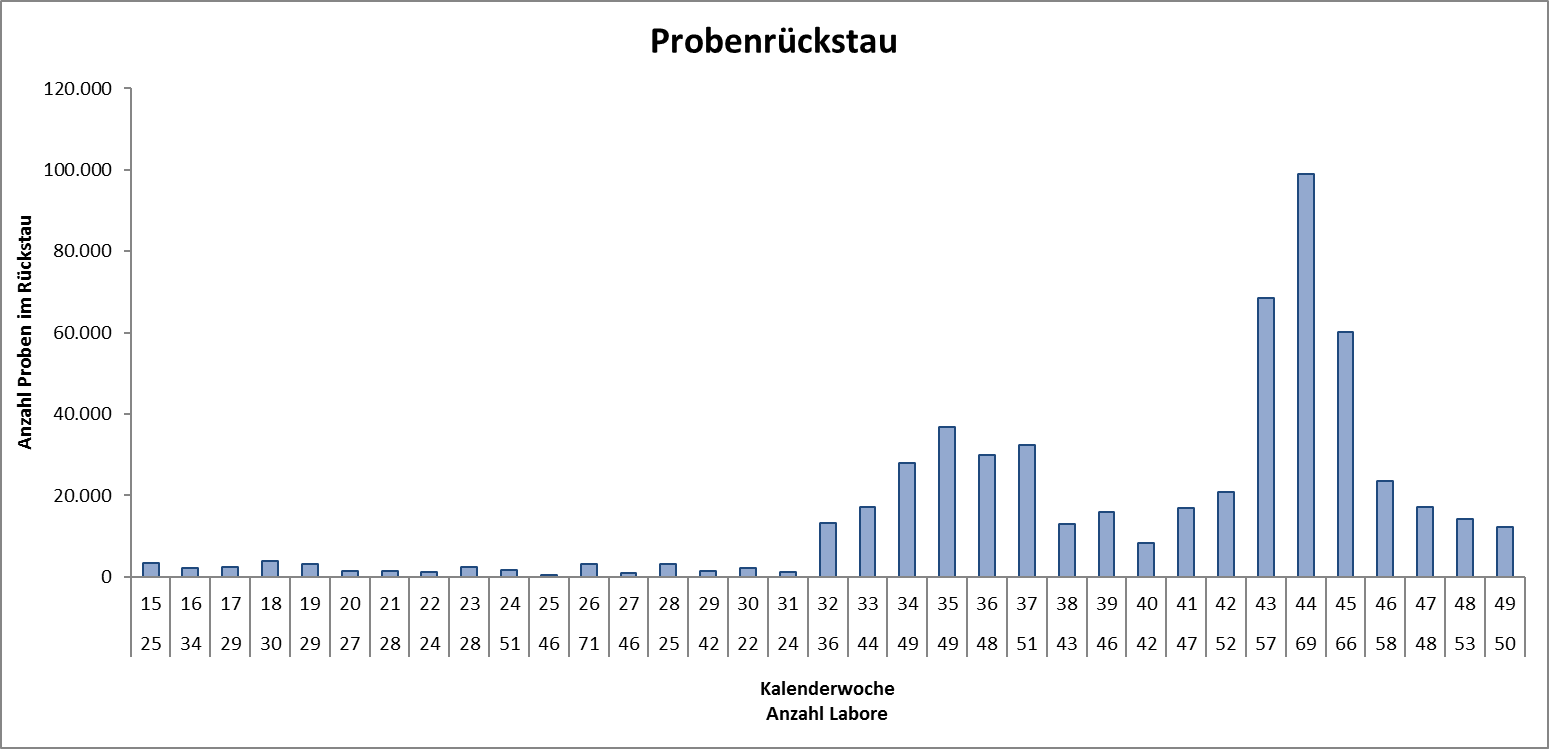 Probenrückstau
Anzahl Proben im Rückstau
120.000
100.000
80.000
60.000
40.000
20.000
0
15 16 17 18 19 20 21 22 23 24 25 26 27 28 29 30 31 32 33 34 35 36 37 38 39 40 41 42 43 44 45 46 47 48 49
25 34 29 30 29 27 28 24 28 51 46 71 46 25 42 22 24 36 44 49 49 48 51 43 46 42 47 52 57 69 66 58 48 53 50
Kalenderwoche
Anzahl Labore